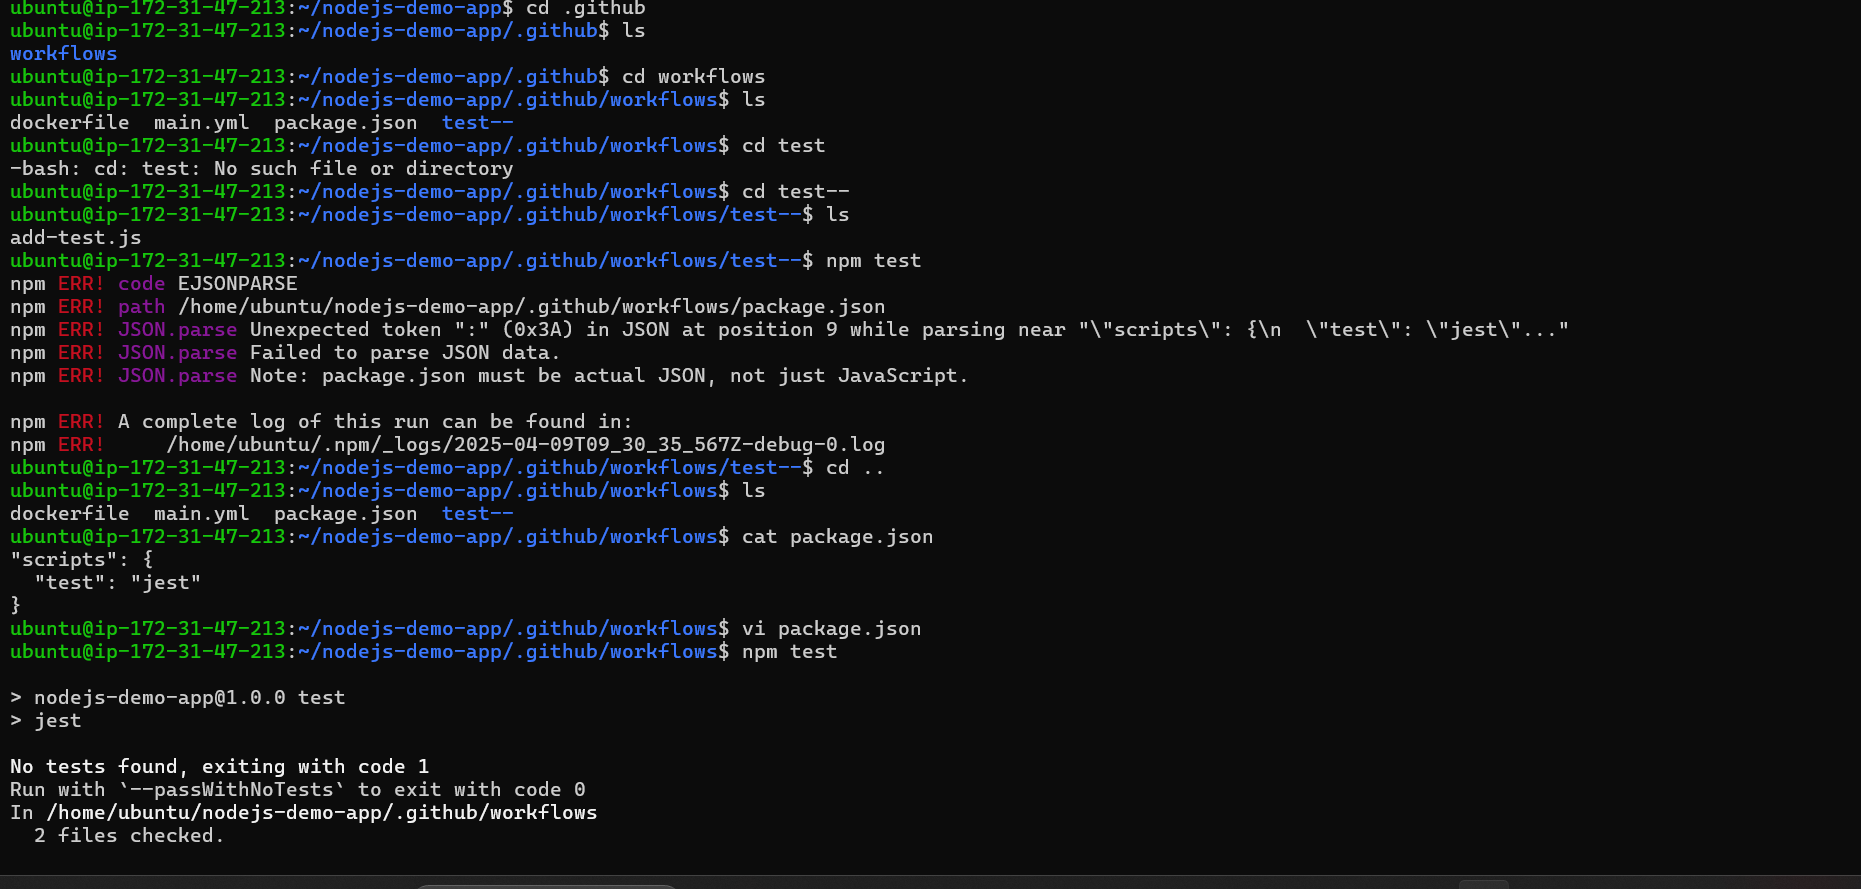 ubuntu@ip-172-31-47-213:~/nodejs-demo-app$ cd .github
ubuntu@ip-172-31-47-213:~/nodejs-demo-app/.github$ ls
workflows
ubuntu@ip-172-31-47-213:~/nodejs-demo-app/.github$ cd workflows
ubuntu@ip-172-31-47-213:~/nodejs-demo-app/.github/workflows$ ls
dockerfile  main.yml  package.json  test--
ubuntu@ip-172-31-47-213:~/nodejs-demo-app/.github/workflows$ cd test
-bash: cd: test: No such file or directory
ubuntu@ip-172-31-47-213:~/nodejs-demo-app/.github/workflows$ cd test--
ubuntu@ip-172-31-47-213:~/nodejs-demo-app/.github/workflows/test--$ ls
add-test.js
ubuntu@ip-172-31-47-213:~/nodejs-demo-app/.github/workflows/test--$ npm test
npm ERR! code EJSONPARSE
npm ERR! path /home/ubuntu/nodejs-demo-app/.github/workflows/package.json
npm ERR! JSON.parse Unexpected token ":" (0x3A) in JSON at position 9 while parsing near "\"scripts\": {\n  \"test\": \"jest\"..."
npm ERR! JSON.parse Failed to parse JSON data.
npm ERR! JSON.parse Note: package.json must be actual JSON, not just JavaScript.
npm ERR! A complete log of this run can be found in:
npm ERR!     /home/ubuntu/.npm/_logs/2025-04-09T09_30_35_567Z-debug-0.log
ubuntu@ip-172-31-47-213:~/nodejs-demo-app/.github/workflows/test--$ cd ..
ubuntu@ip-172-31-47-213:~/nodejs-demo-app/.github/workflows$ ls
dockerfile  main.yml  package.json  test--
ubuntu@ip-172-31-47-213:~/nodejs-demo-app/.github/workflows$ cat package.json
"scripts": {
  "test": "jest"
}
ubuntu@ip-172-31-47-213:~/nodejs-demo-app/.github/workflows$ vi package.json
ubuntu@ip-172-31-47-213:~/nodejs-demo-app/.github/workflows$ npm test
> nodejs-demo-app@1.0.0 test
> jest
No tests found, exiting with code 1
Run with `--passWithNoTests` to exit with code 0
In /home/ubuntu/nodejs-demo-app/.github/workflows
  2 files checked.